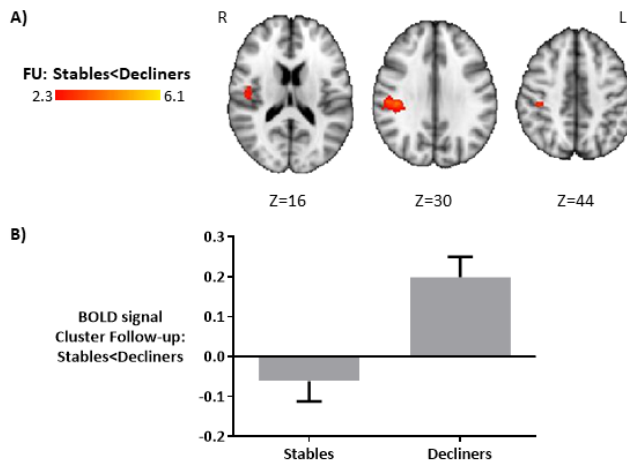 A)
R
L
FU: Stables<Decliners
2.3 6.1
Z=16 Z=30 Z=44
B)
0.3
0.2
0.1
0.0
-0.1
-0.2
BOLD signal
Cluster Follow-up:
Stables<Decliners
Stables Decliners